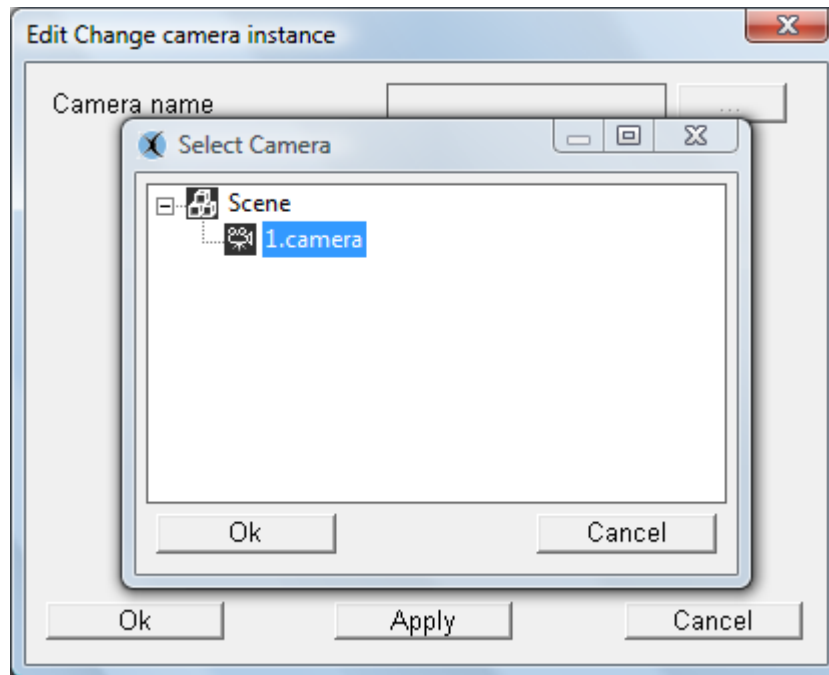 Edit Change camera instance
Camera name
...
Select Camera
Scene
1.camera
Ok Cancel
Ok Apply Cancel